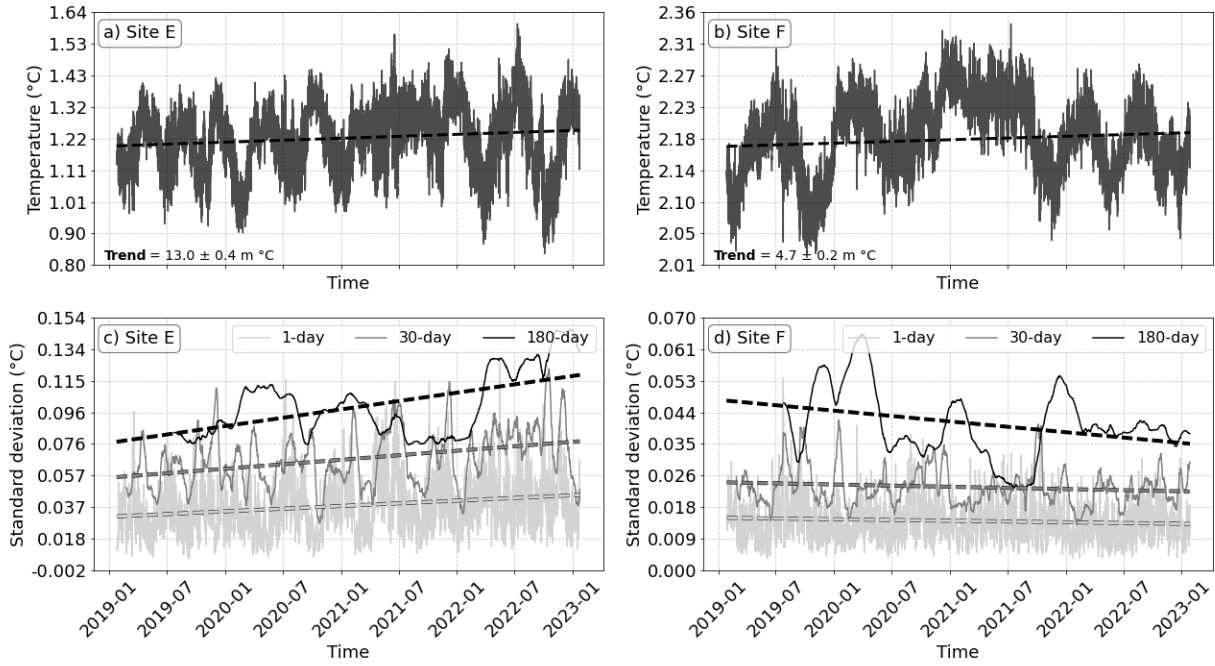 a) Site E
Temperature (°C)
1.64
1.53
1.43
1.32
1.22
1.11
1.01
0.90
0.80
Trend = 13.0 ± 0.4 m °C
Time
b) Site F
Temperature (°C)
2.36
2.31
2.27
2.23
2.18
2.14
2.10
2.05
2.01
Trend = 4.7 ± 0.2 m °C
Time
c) Site E
1-day 30-day 180-day
Standard deviation (°C)
0.154
0.134
0.115
0.096
0.076
0.057
0.037
0.018
-0.002
2019-01 2019-07 2020-01 2020-07 2021-01 2021-07 2022-01 2022-07 2023-01
Time
d) Site F
1-day 30-day 180-day
Standard deviation (°C)
0.070
0.061
0.053
0.044
0.035
0.026
0.018
0.009
0.000
2019-01 2019-07 2020-01 2020-07 2021-01 2021-07 2022-01 2022-07 2023-01
Time